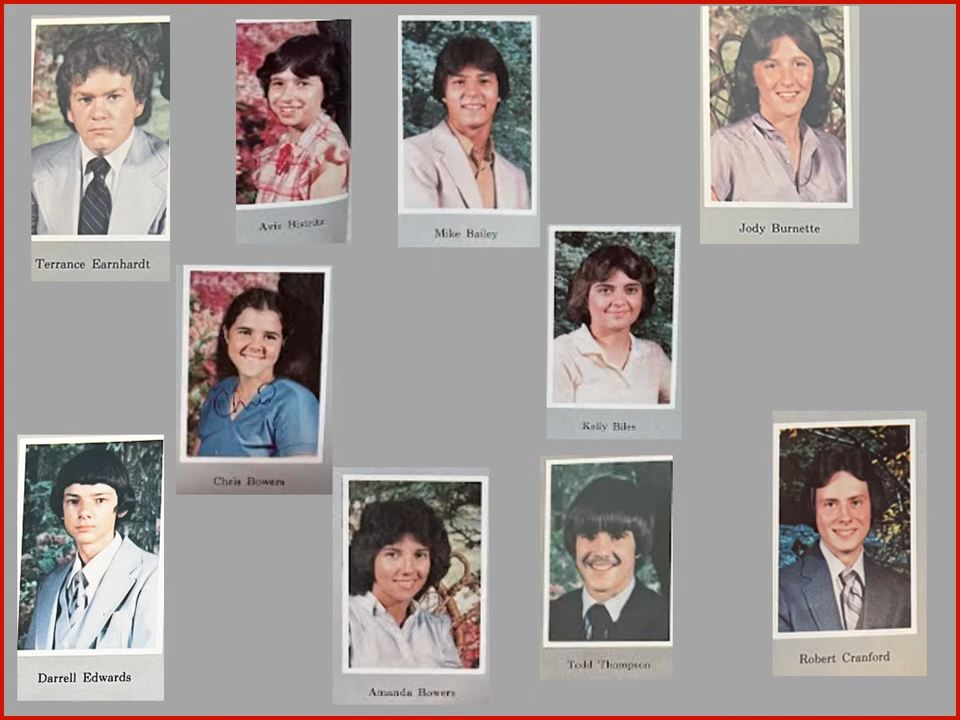 Terrance Earnhardt
Avis Bistritz
Mike Bailey
Jody Burnette
Chris Bowers
Kelly Biles
Darrell Edwards
Amanda Bowers
Todd Thompson
Robert Cranford